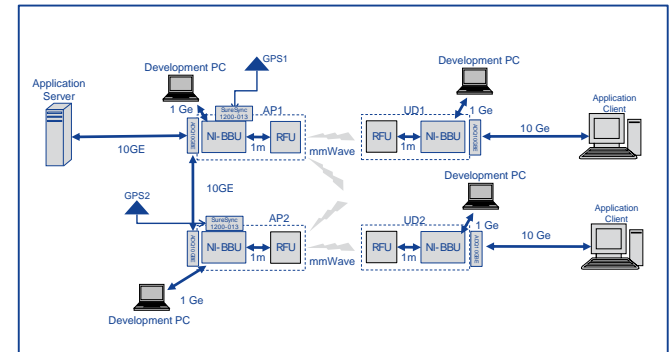 GPS1
Development PC
Development PC
Application
Server
1 Ge
SureSync
1200-013
AP1
UD1
1 Ge
Application
Client
NI-BBU
RFU
RFU
NI-BBU
10 Ge
10GE
1m
mmWave
1m
10GE
Development PC
GPS2
SureSync
1200-013
AP2
UD2
1 Ge
Application
Client
NI-BBU
RFU
RFU
NI-BBU
10 Ge
1m
mmWave
1m
1 Ge
Development PC